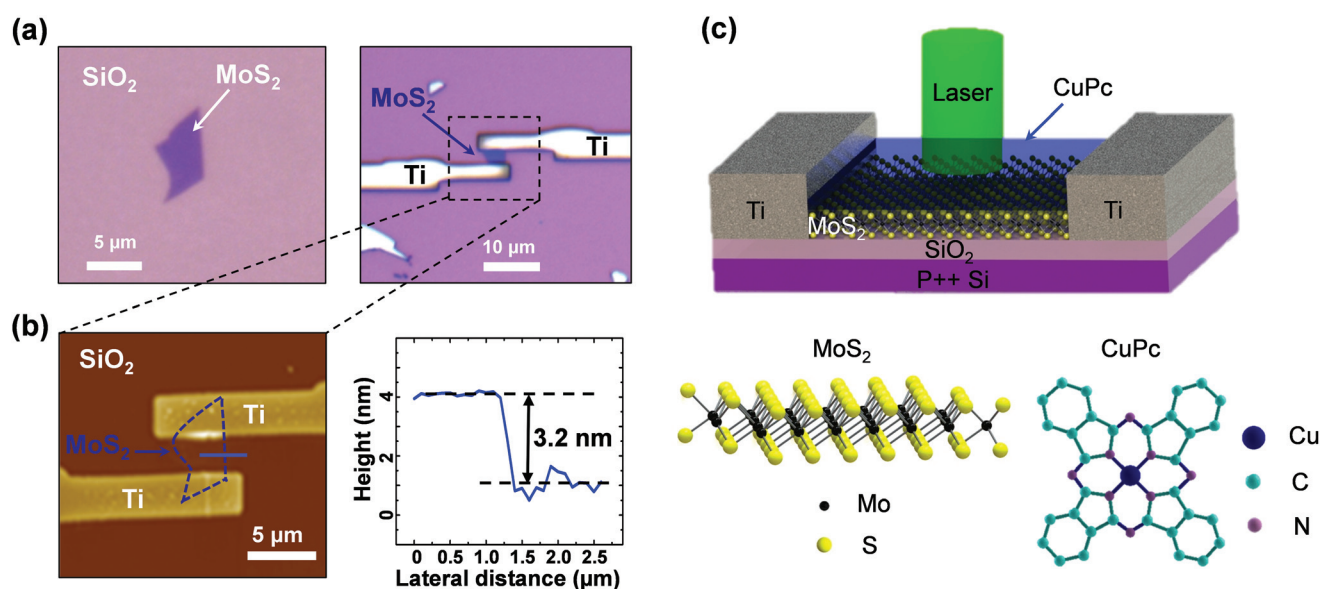 (a)
SiO₂
MoS₂
5 µm
MoS₂
Ti
Ti
10 µm
(b)
SiO₂
Ti
MoS₂
Ti
5 µm
Height (nm)
4
2
0
3.2 nm
0 0.5 1.0 1.5 2.0 2.5
Lateral distance (µm)
(c)
Laser
CuPc
Ti
Ti
MoS₂
SiO₂
P++ Si
MoS₂
Mo
S
CuPc
Cu
C
N